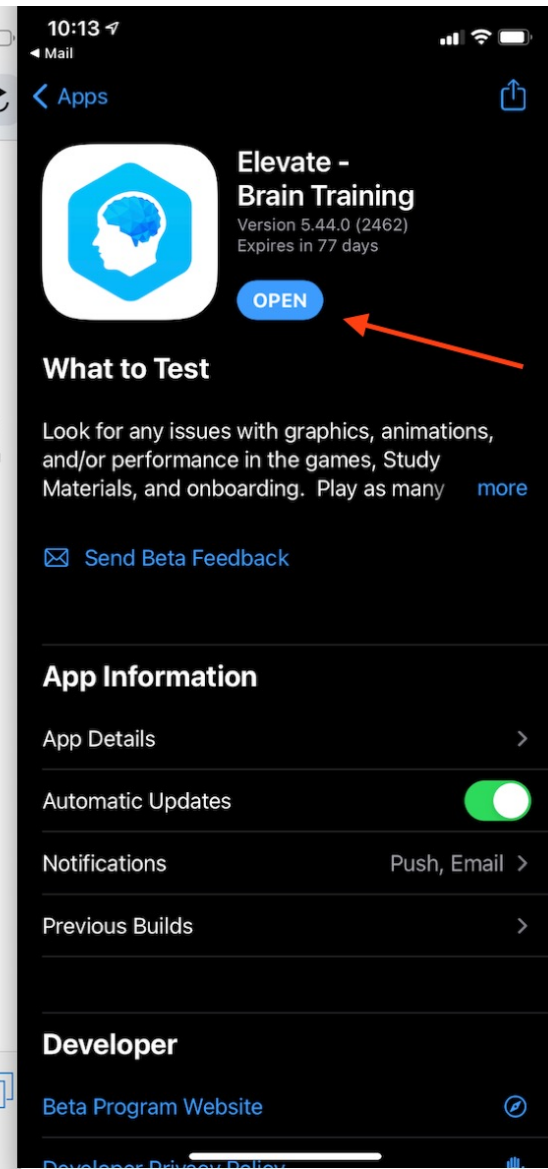 10:13
Mail
Apps
Elevate -
Brain Training
Version 5.44.0 (2462)
Expires in 77 days
OPEN
What to Test
Look for any issues with graphics, animations,
and/or performance in the games, Study
Materials, and onboarding. Play as many more
Send Beta Feedback
App Information
App Details
Automatic Updates
Notifications Push, Email
Previous Builds
Developer
Beta Program Website
Developer Privacy Policy